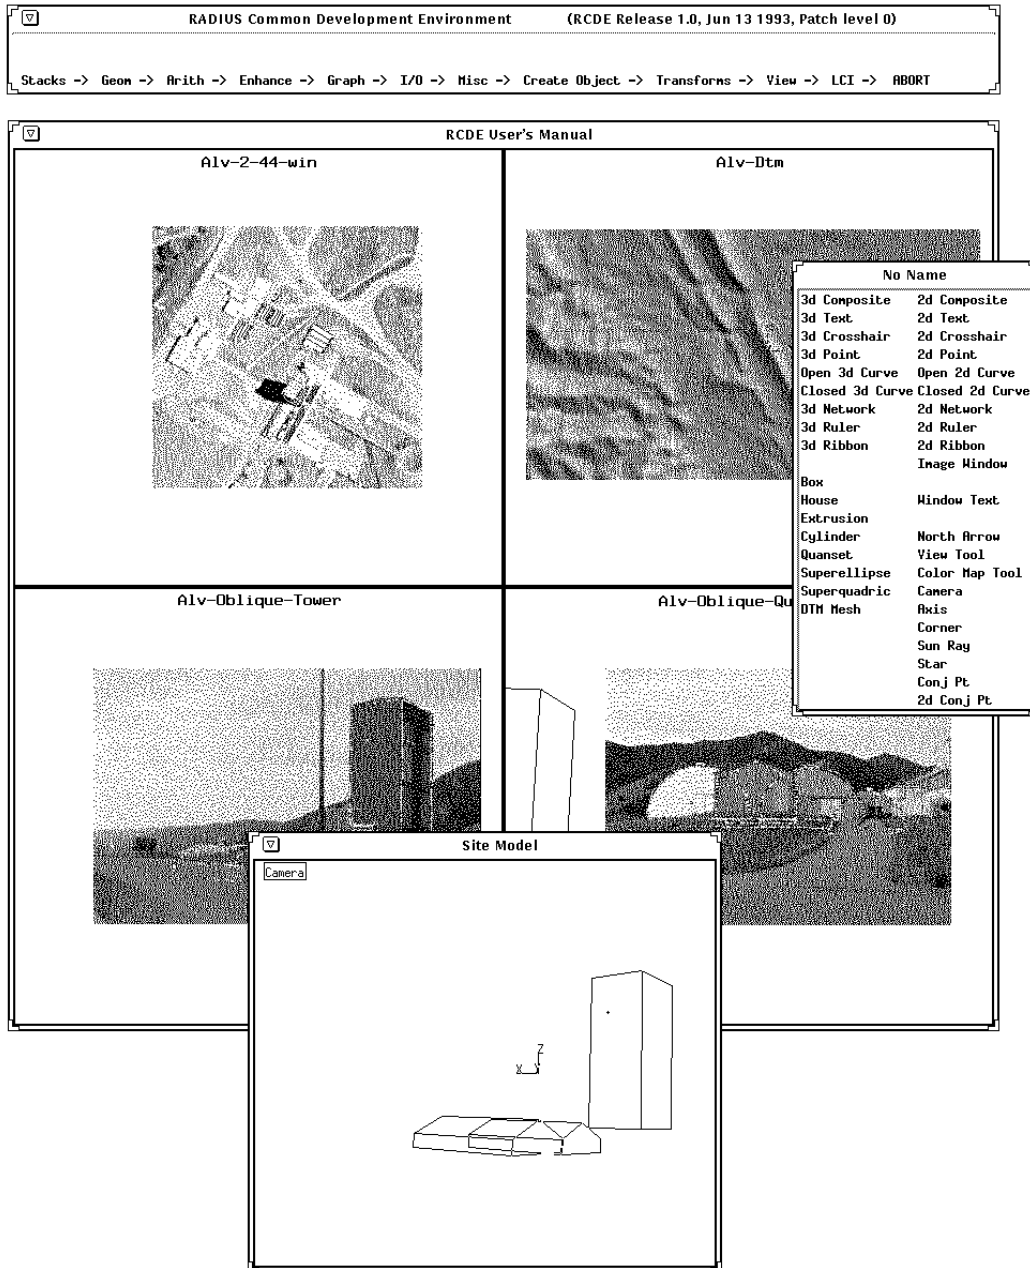 RADIUS Common Development Environment (RCDE Release 1.0, Jun 13 1993, Patch level 0)
Stacks -> Geom -> Arith -> Enhance -> Graph -> I/O -> Misc -> Create Object -> Transforms -> View -> LCI -> ABORT
RCDE User's Manual
Alv-2-44-win
Alv-Dtm
No Name
3d Composite 2d Composite
3d Text 2d Text
3d Crosshair 2d Crosshair
3d Point 2d Point
Open 3d Curve Open 2d Curve
Closed 3d Curve Closed 2d Curve
3d Network 2d Network
3d Ruler 2d Ruler
3d Ribbon 2d Ribbon
Image Window
Box
House Window Text
Extrusion
Cylinder North Arrow
Quanset View Tool
Superellipse Color Map Tool
Superquadric Camera
DTM Mesh Axis
Corner
Sun Ray
Star
Conj Pt
2d Conj Pt
Alv-Oblique-Tower
Alv-Oblique-Qu
Site Model
Camera
Z
X Y